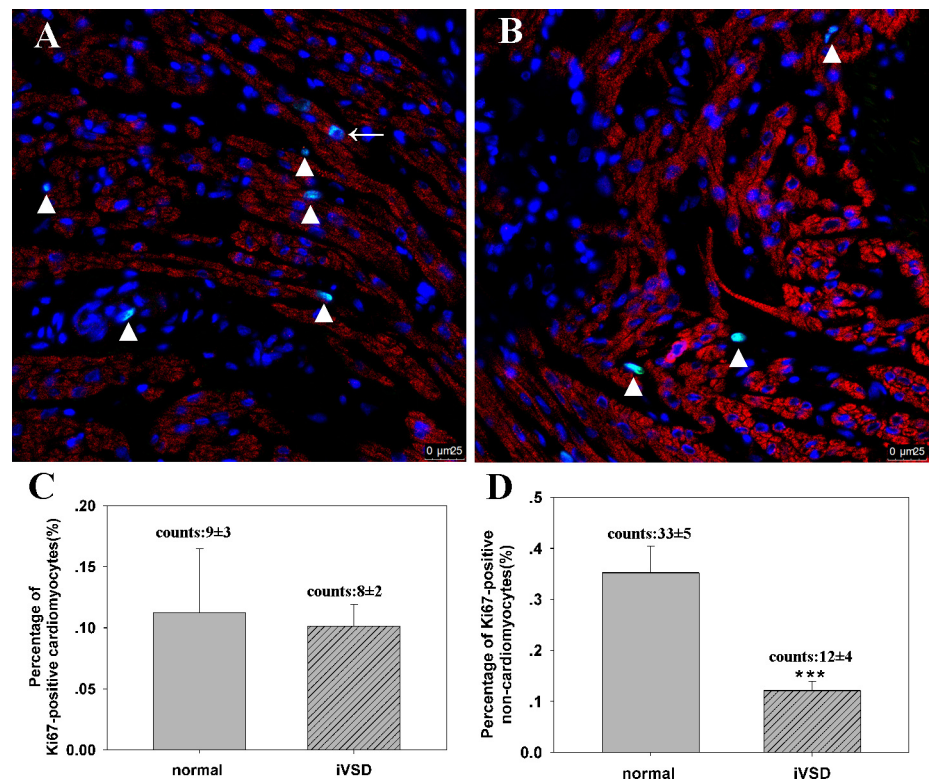 A
B
0 µm25
0 µm25
C
D
Percentage of
Ki67-positive cardiomyocytes(%)
.20
.15
.10
.05
0.00
counts:9±3
counts:8±2
normal
iVSD
Percentage of Ki67-positive
non-cardiomyocytes(%)
.5
.4
.3
.2
.1
0.0
counts:33±5
counts:12±4
***
normal
iVSD